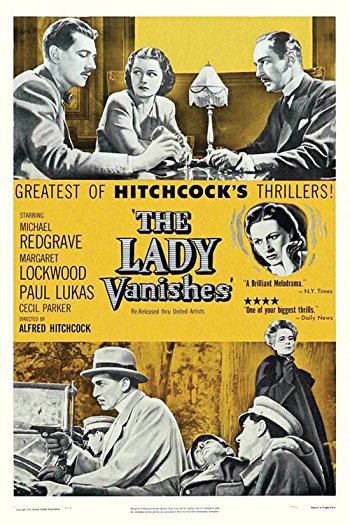 GREATEST OF HITCHCOCK'S THRILLERS!
STARRING
MICHAEL
REDGRAVE
MARGARET
LOCKWOOD
PAUL LUKAS
CECIL PARKER
DIRECTED BY
ALFRED HITCHCOCK
'THE
LADY
Vanishes'
Re-Released thru United Artists
"A Brilliant Melodrama."
—N.Y. Times
★★★★
"One of your biggest thrills."
—Daily News